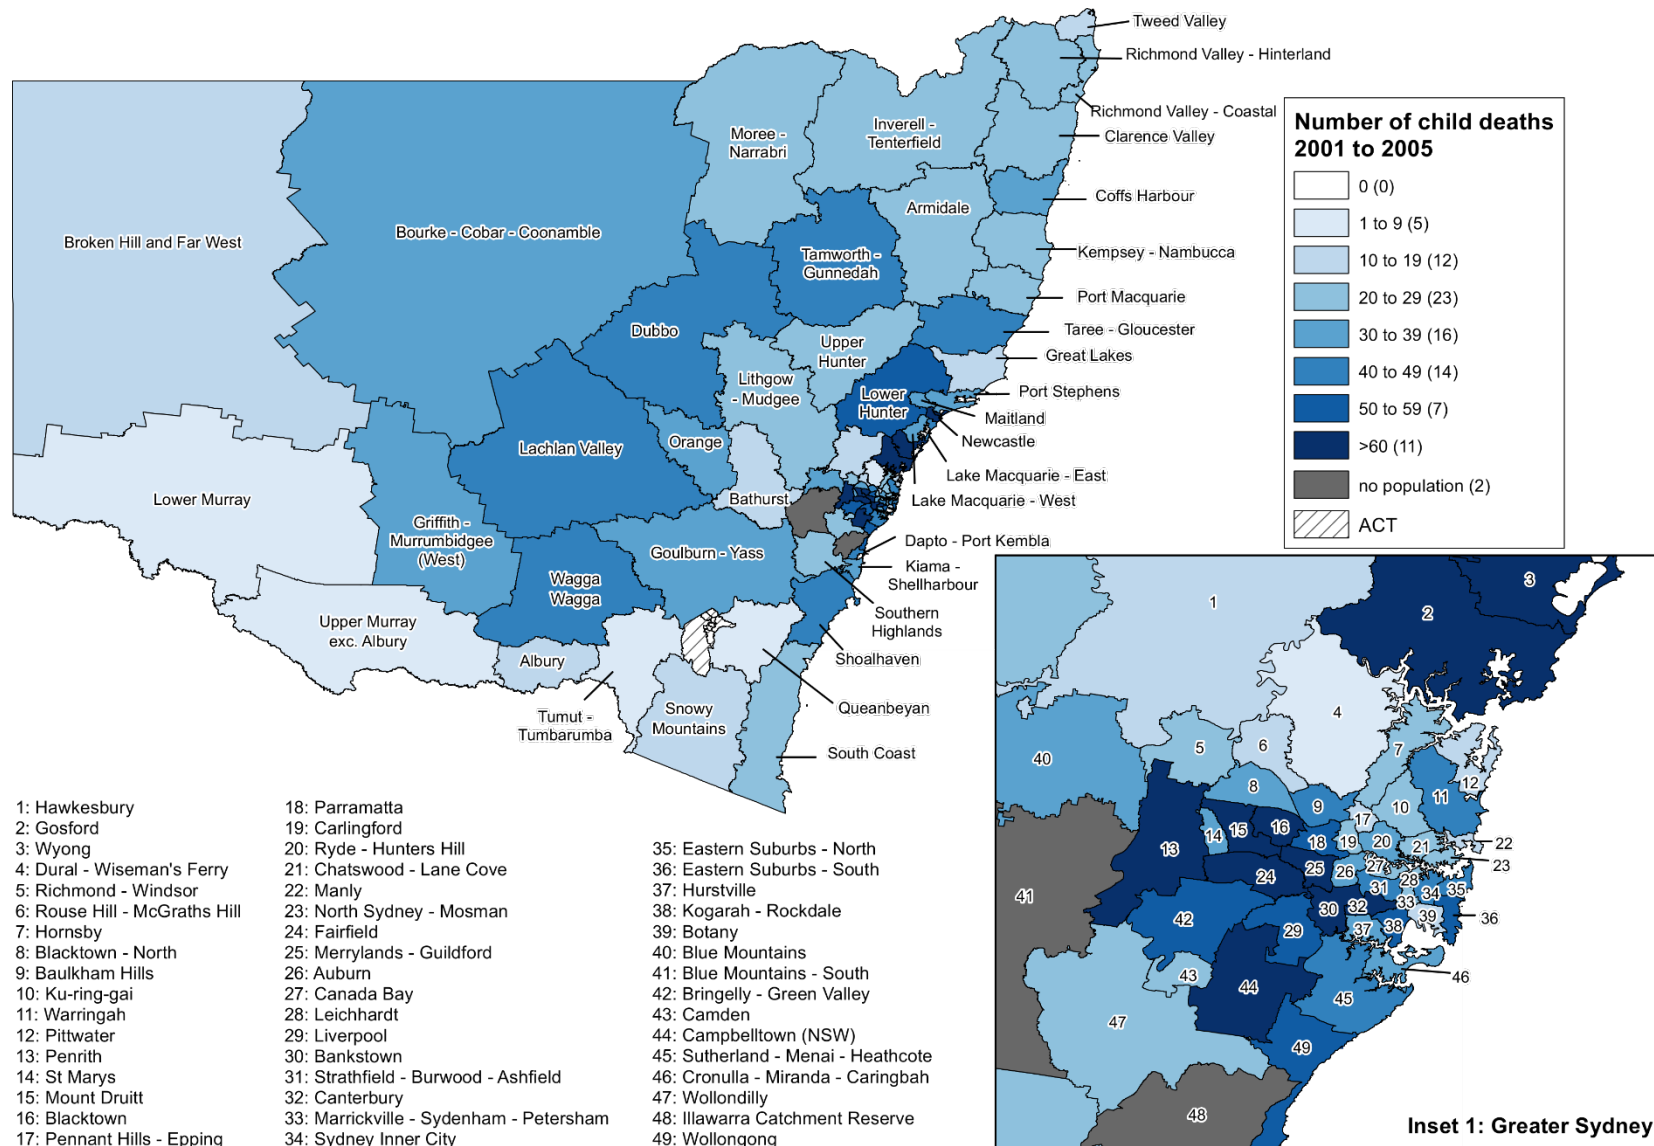 Tweed Valley
Richmond Valley - Hinterland
Richmond Valley - Coastal
Clarence Valley
Coffs Harbour
Kempsey - Nambucca
Port Macquarie
Taree - Gloucester
Great Lakes
Port Stephens
Maitland
Newcastle
Lake Macquarie - East
Lake Macquarie - West
Dapto - Port Kembla
Kiama -
Shellharbour
Southern
Highlands
Shoalhaven
Queanbeyan
South Coast
Moree -
Narrabri
Inverell -
Tenterfield
Armidale
Broken Hill and Far West
Bourke - Cobar - Coonamble
Tamworth -
Gunnedah
Dubbo
Upper
Hunter
Lithgow
- Mudgee
Lower
Hunter
Orange
Lachlan Valley
Bathurst
Lower Murray
Griffith -
Murrumbidgee
(West)
Goulburn - Yass
Wagga
Wagga
Upper Murray
exc. Albury
Albury
Tumut -
Tumbarumba
Snowy
Mountains
Number of child deaths
2001 to 2005
0 (0)
1 to 9 (5)
10 to 19 (12)
20 to 29 (23)
30 to 39 (16)
40 to 49 (14)
50 to 59 (7)
>60 (11)
no population (2)
ACT
1: Hawkesbury
2: Gosford
3: Wyong
4: Dural - Wiseman's Ferry
5: Richmond - Windsor
6: Rouse Hill - McGraths Hill
7: Hornsby
8: Blacktown - North
9: Baulkham Hills
10: Ku-ring-gai
11: Warringah
12: Pittwater
13: Penrith
14: St Marys
15: Mount Druitt
16: Blacktown
17: Pennant Hills - Epping
18: Parramatta
19: Carlingford
20: Ryde - Hunters Hill
21: Chatswood - Lane Cove
22: Manly
23: North Sydney - Mosman
24: Fairfield
25: Merrylands - Guildford
26: Auburn
27: Canada Bay
28: Leichhardt
29: Liverpool
30: Bankstown
31: Strathfield - Burwood - Ashfield
32: Canterbury
33: Marrickville - Sydenham - Petersham
34: Sydney Inner City
35: Eastern Suburbs - North
36: Eastern Suburbs - South
37: Hurstville
38: Kogarah - Rockdale
39: Botany
40: Blue Mountains
41: Blue Mountains - South
42: Bringelly - Green Valley
43: Camden
44: Campbelltown (NSW)
45: Sutherland - Menai - Heathcote
46: Cronulla - Miranda - Caringbah
47: Wollondilly
48: Illawarra Catchment Reserve
49: Wollongong
1
2
3
4
5
6
7
8
9
10
11
12
13
14
15
16
17
18
19
20
21
22
23
24
25
26
27
28
29
30
31
32
33
34
35
36
37
38
39
40
41
42
43
44
45
46
47
48
49
Inset 1: Greater Sydney